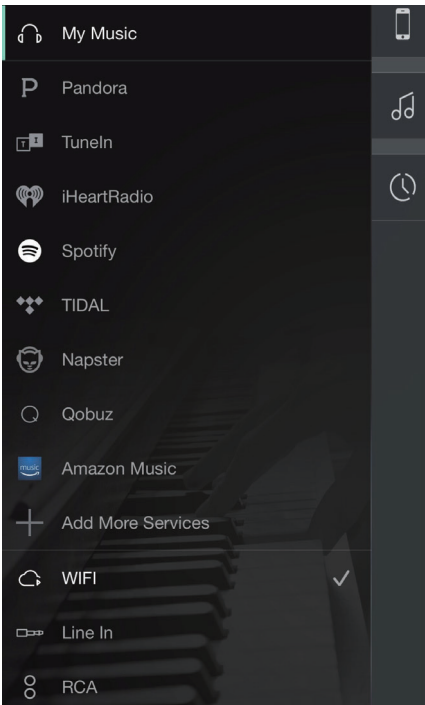 My Music
P Pandora
T I TuneIn
iHeartRadio
Spotify
TIDAL
Napster
Qobuz
music Amazon Music
Add More Services
WIFI
Line In
RCA